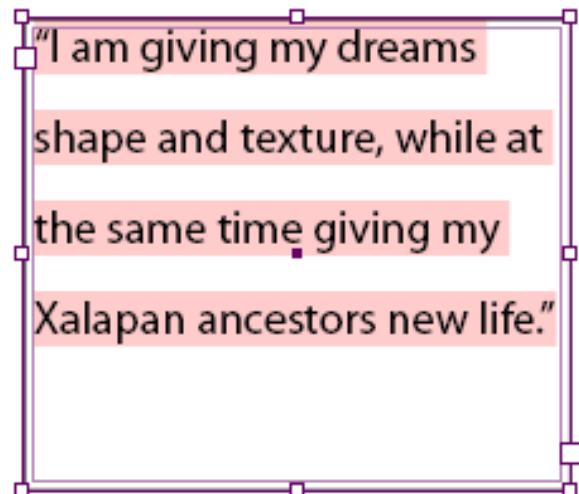 “I am giving my dreams
shape and texture, while at
the same time giving my
Xalapan ancestors new life.”